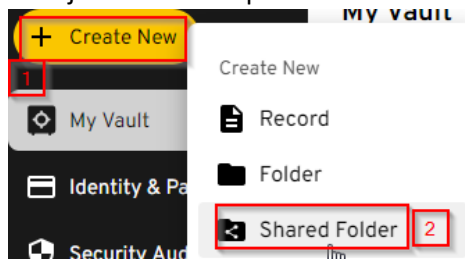 My Vault
+ Create New
1
Create New
My Vault
Record
Identity & Pa
Folder
Shared Folder 2
Security Aud